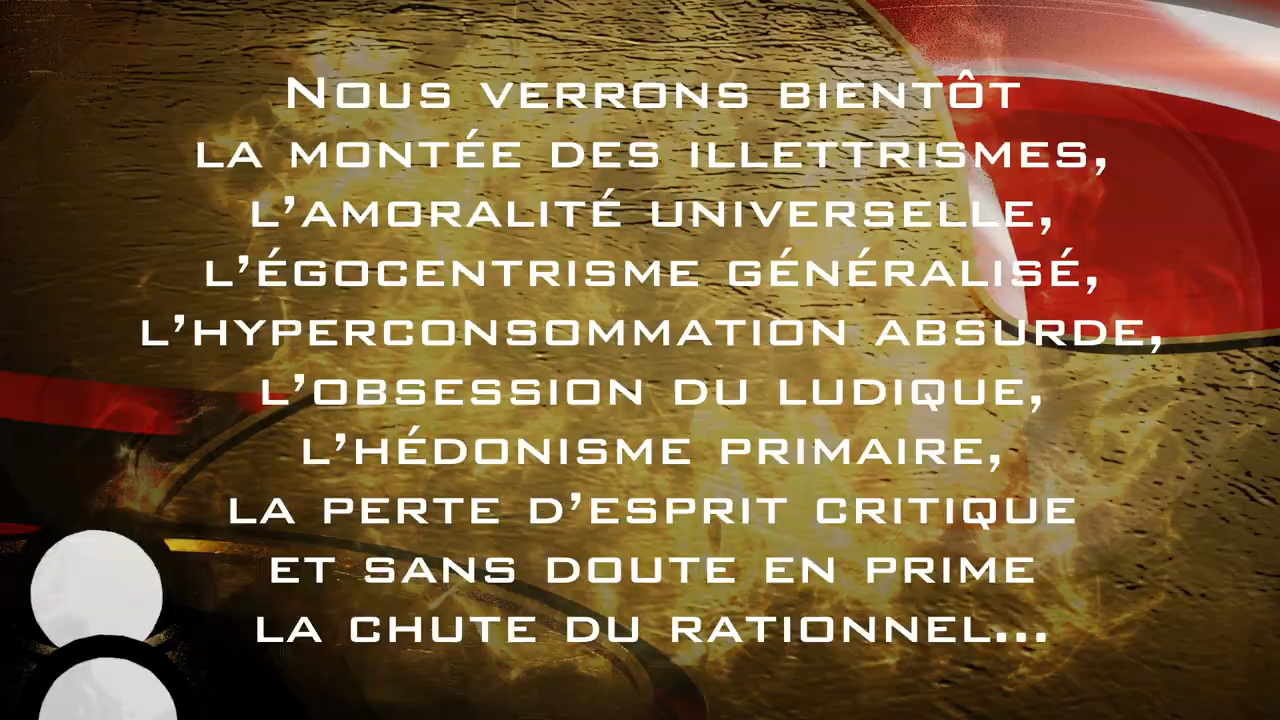 Nous verrons bientôt
la montée des illettrismes,
l’amoralité universelle,
l’égocentrisme généralisé,
l’hyperconsommation absurde,
l’obsession du ludique,
l’hédonisme primaire,
la perte d’esprit critique
et sans doute en prime
la chute du rationnel...